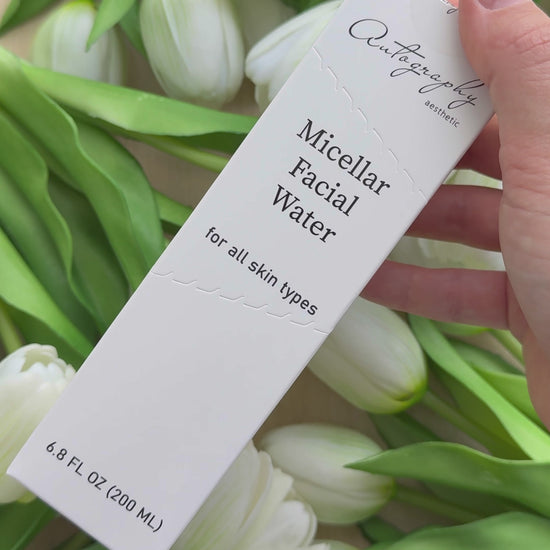 Autography
aesthetic
Micellar
Facial
Water
for all skin types
6.8 FL OZ (200 ML)